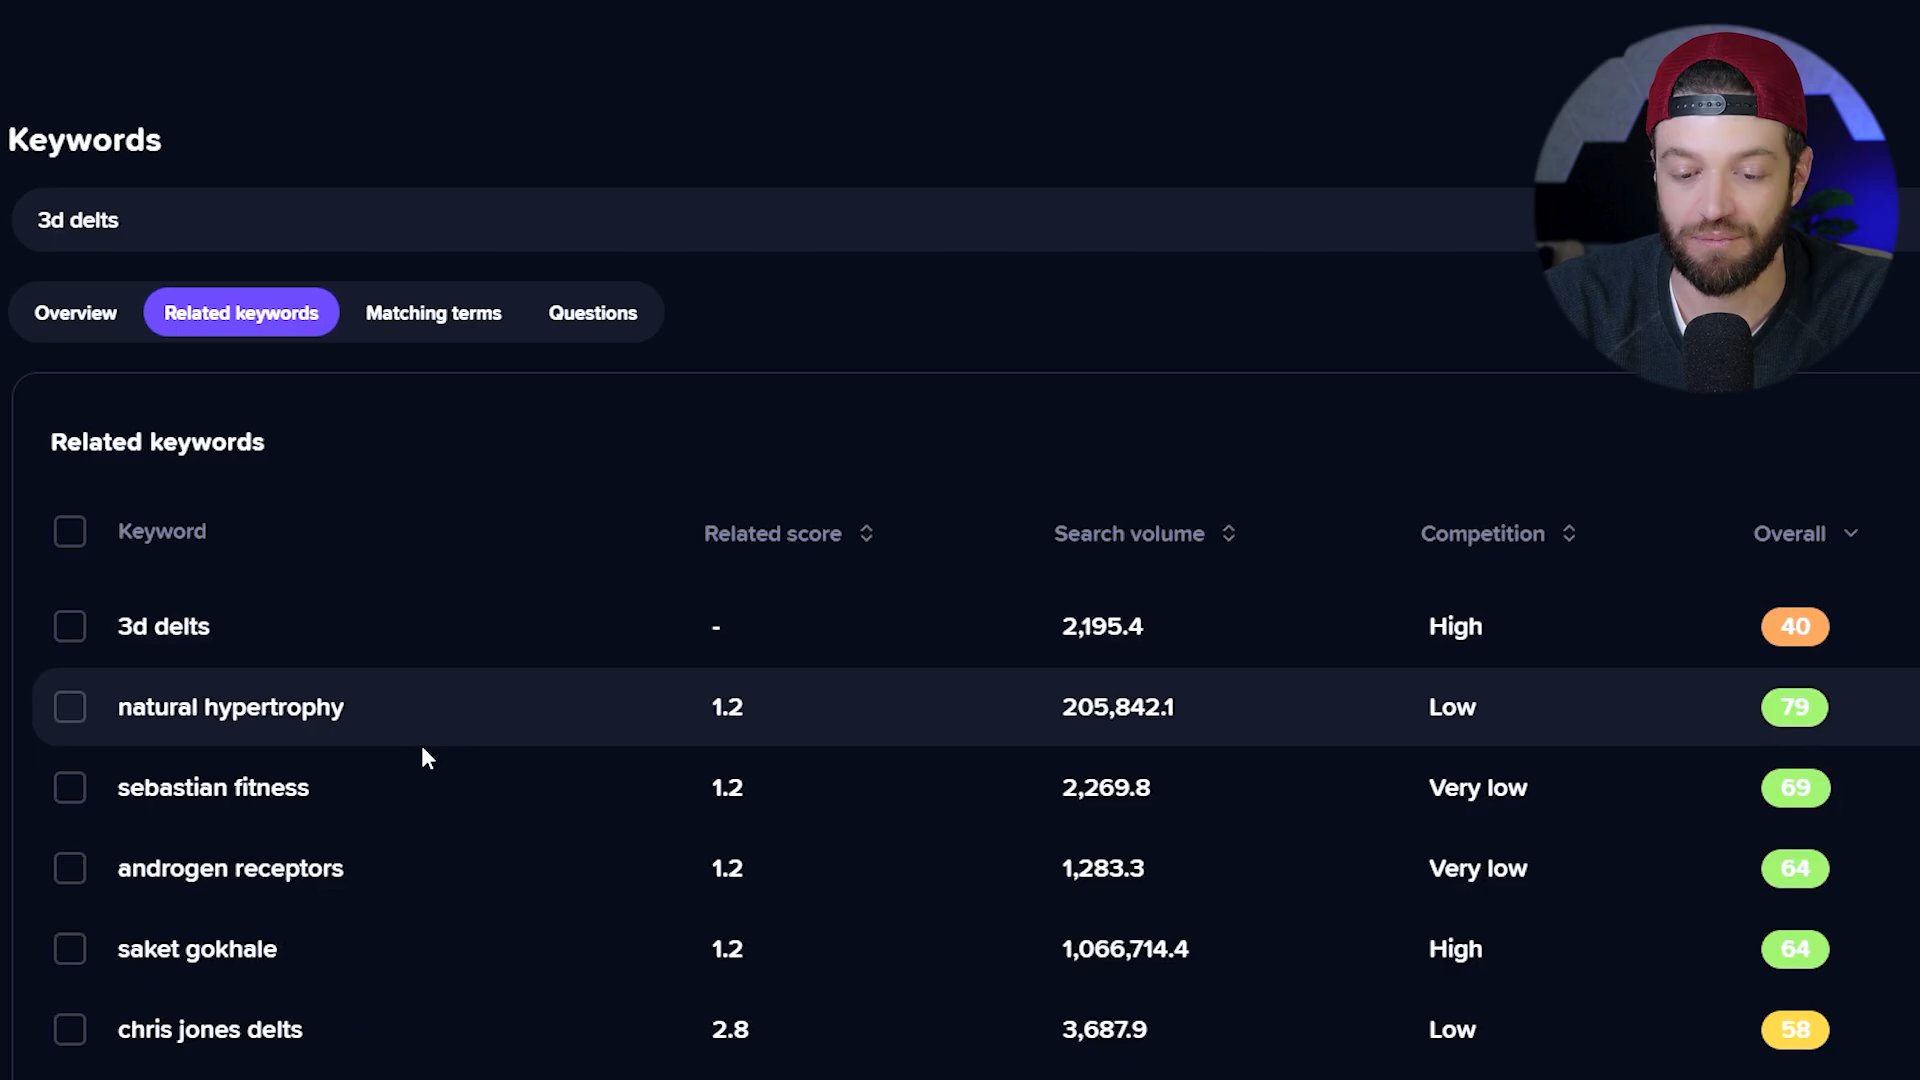 Keywords
3d delts
Overview Related keywords Matching terms Questions
Related keywords
Keyword Related score Search volume Competition Overall
3d delts - 2,195.4 High 40
natural hypertrophy 1.2 205,842.1 Low 79
sebastian fitness 1.2 2,269.8 Very low 69
androgen receptors 1.2 1,283.3 Very low 64
saket gokhale 1.2 1,066,714.4 High 64
chris jones delts 2.8 3,687.9 Low 58